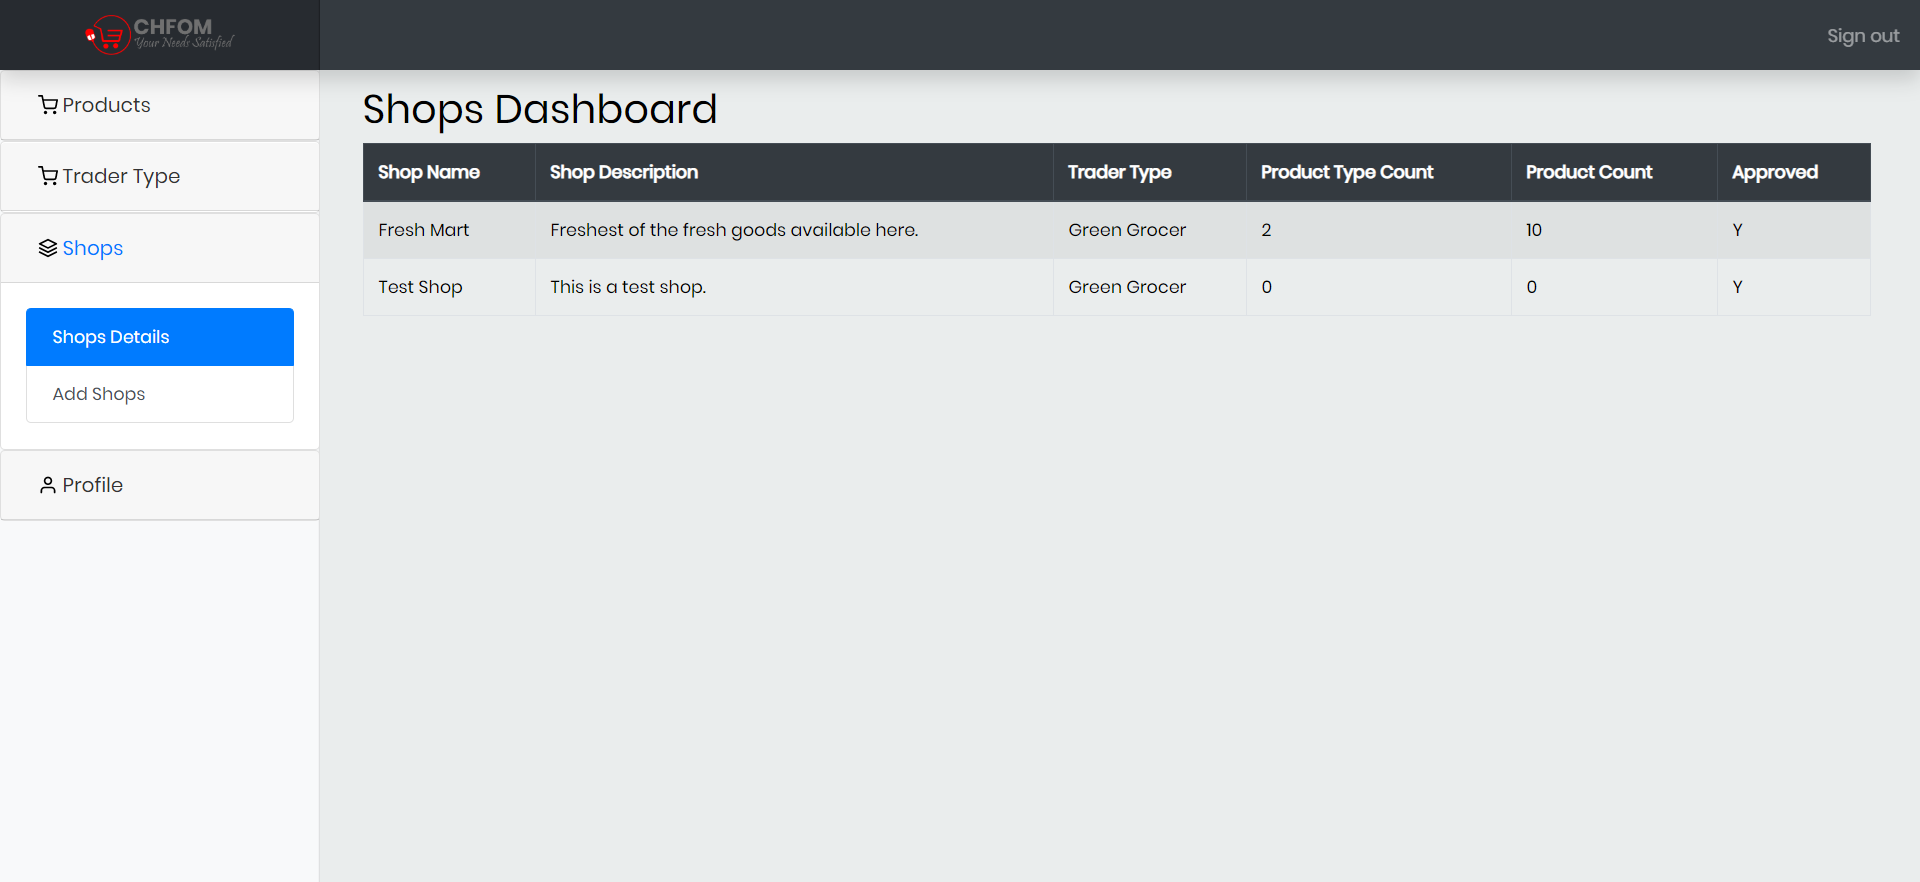 CHFOM
Your Needs Satisfied
Sign out
Products
Trader Type
Shops
Shops Details
Add Shops
Profile
Shops Dashboard
Shop Name Shop Description Trader Type Product Type Count Product Count Approved
Fresh Mart Freshest of the fresh goods available here. Green Grocer 2 10 Y
Test Shop This is a test shop. Green Grocer 0 0 Y